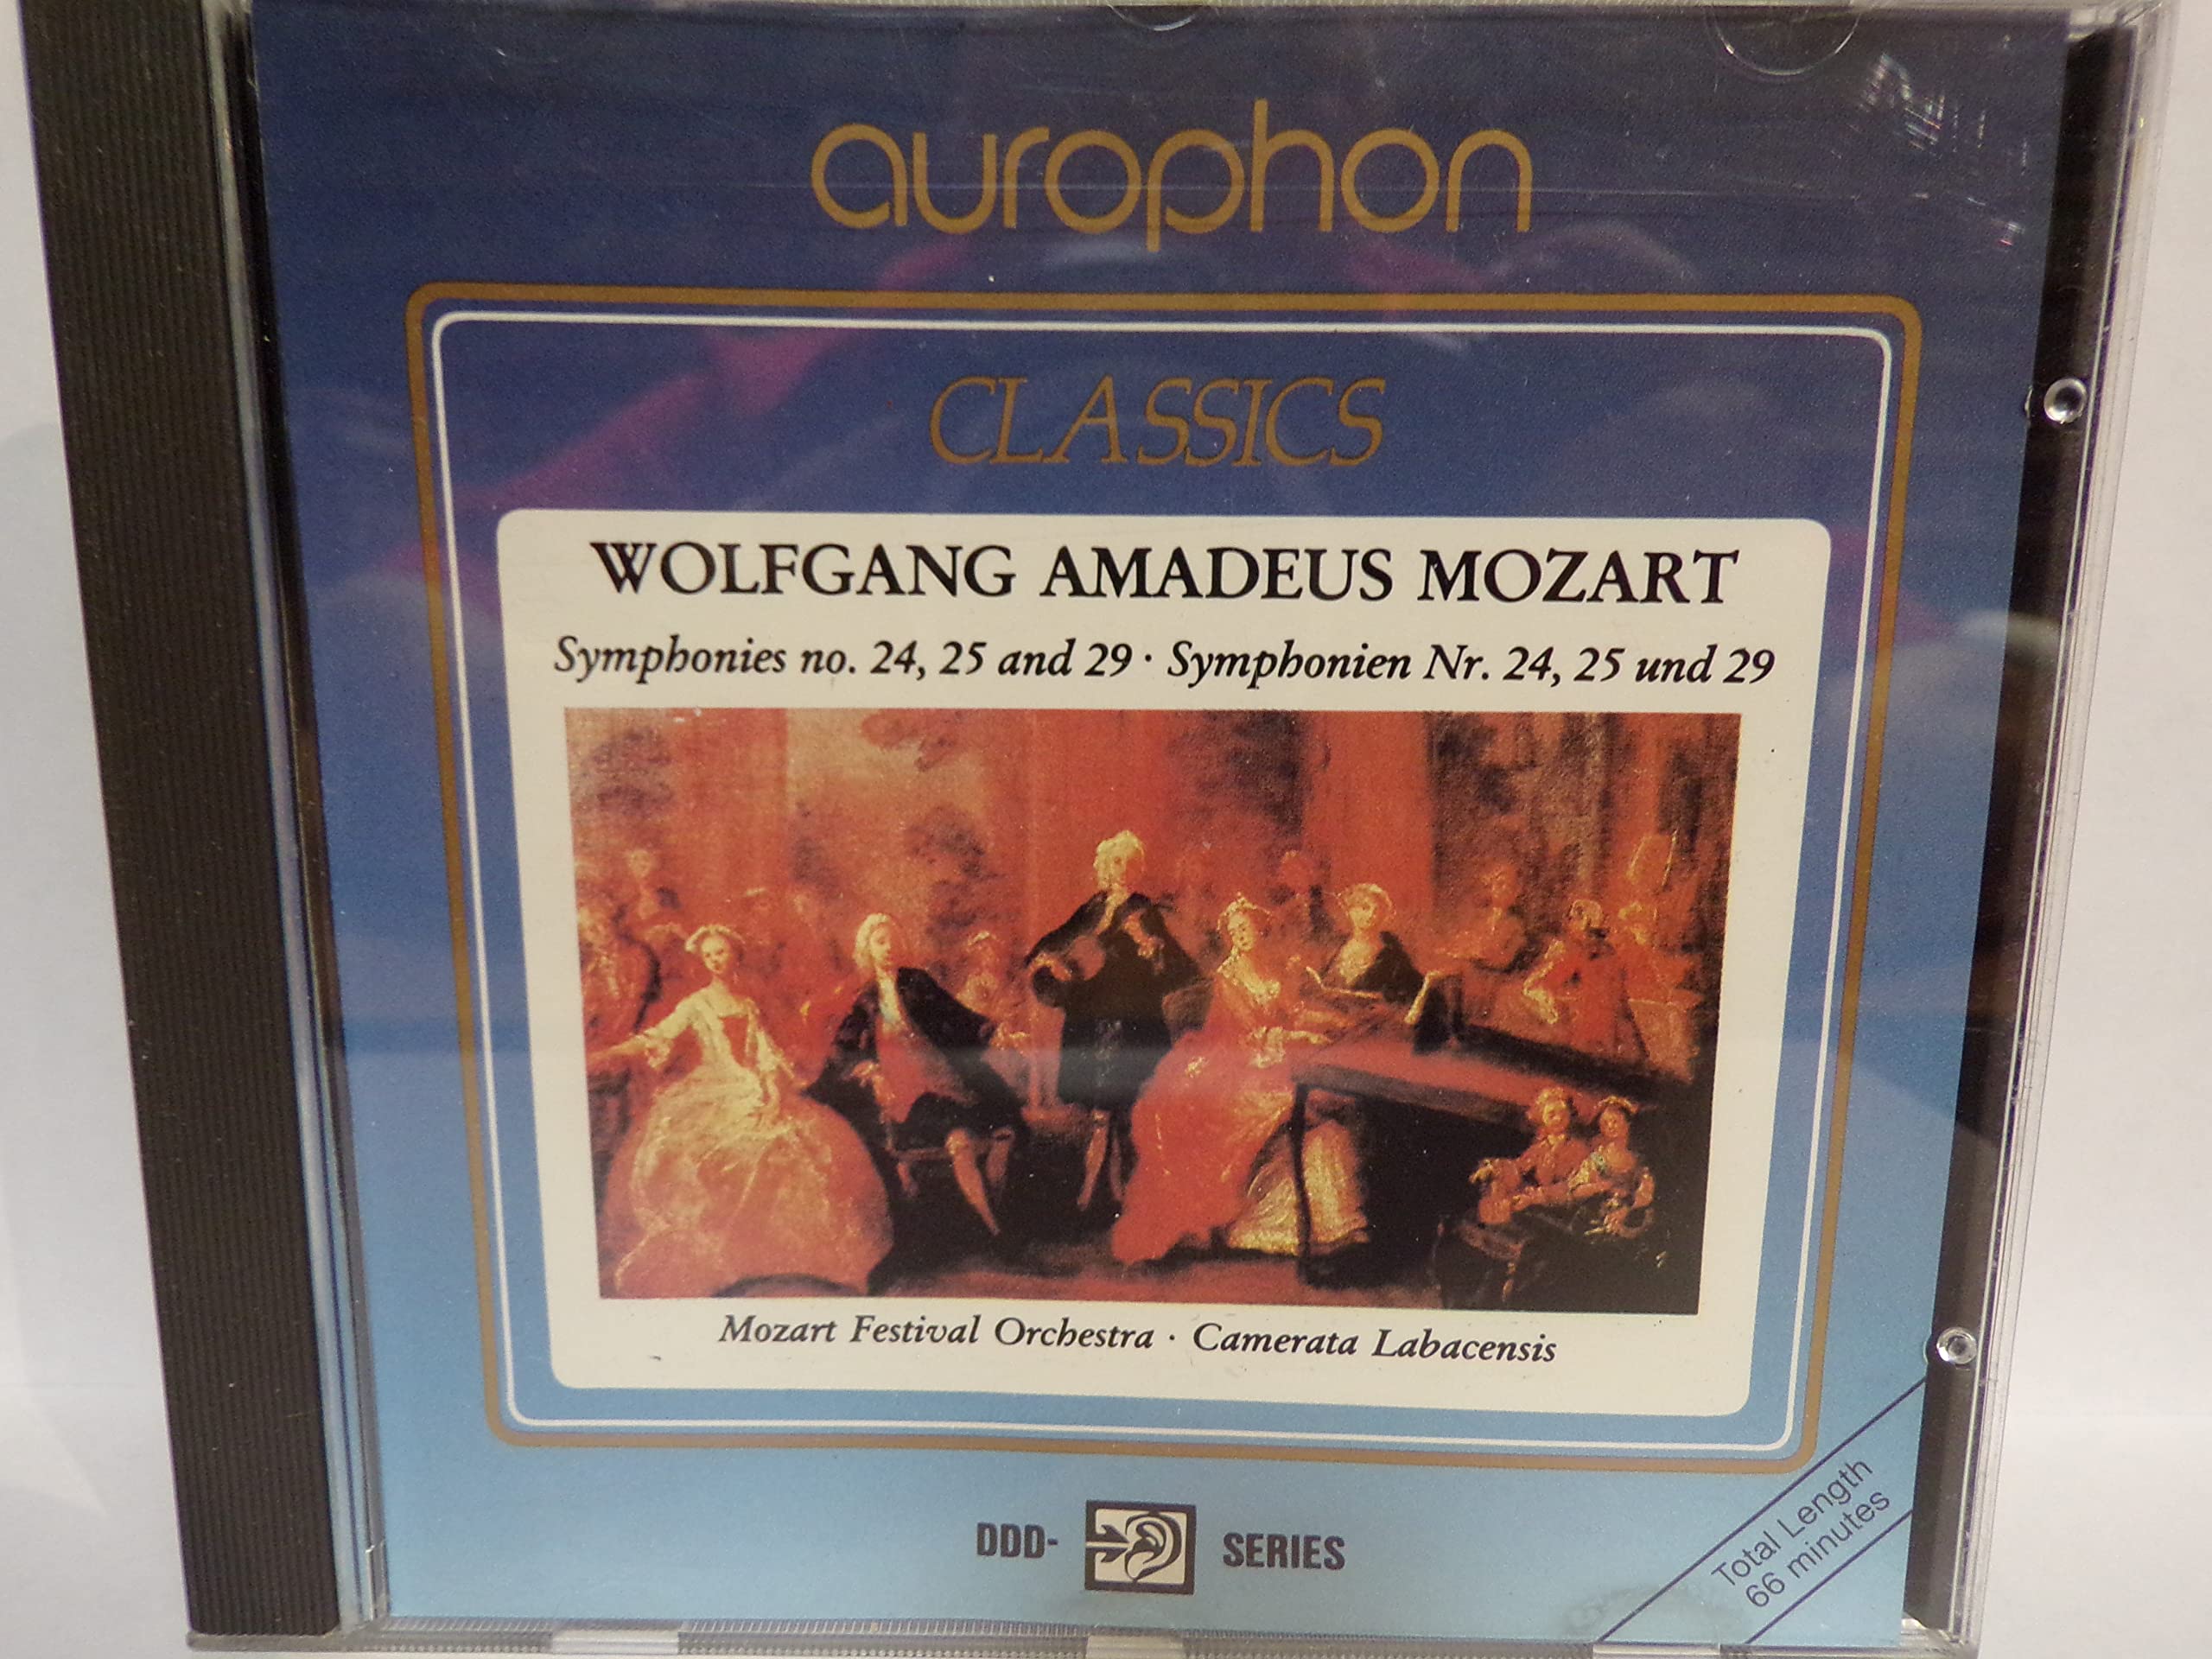 aurophon
CLASSICS
WOLFGANG AMADEUS MOZART
Symphonies no. 24, 25 and 29 · Symphonien Nr. 24, 25 und 29
Mozart Festival Orchestra · Camerata Labacensis
DDD- SERIES
Total Length
66 minutes